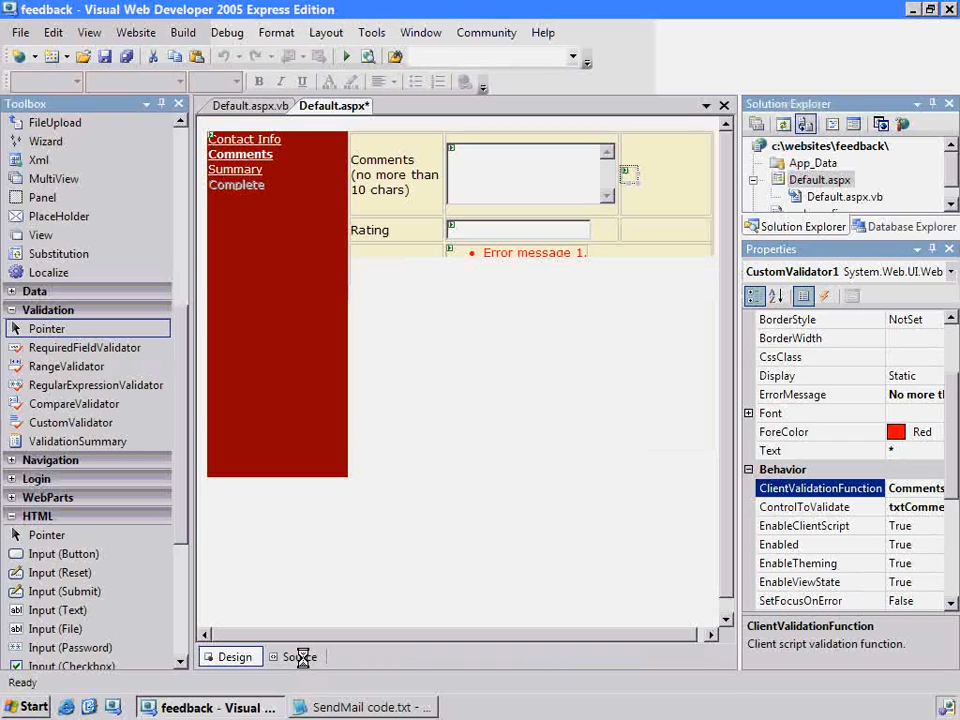 feedback - Visual Web Developer 2005 Express Edition
File Edit View Website Build Debug Format Layout Tools Window Community Help
B I U A
Toolbox
Default.aspx.vb Default.aspx*
Solution Explorer
FileUpload
Wizard
Xml
MultiView
Panel
PlaceHolder
View
Substitution
Localize
Data
Validation
Pointer
RequiredFieldValidator
RangeValidator
RegularExpressionValidator
CompareValidator
CustomValidator
ValidationSummary
Navigation
Login
WebParts
HTML
Pointer
Input (Button)
Input (Reset)
Input (Submit)
Input (Text)
Input (File)
Input (Password)
Input (Checkbox)
Contact Info
Comments
Summary
Complete
Comments
(no more than
10 chars)
Rating
Error message 1.
Design Source
c:\websites\feedback\
App_Data
Default.aspx
Default.aspx.vb
Solution Explorer Database Explorer
Properties
CustomValidator1 System.Web.UI.Web
BorderStyle NotSet
BorderWidth
CssClass
Display Static
ErrorMessage No more th
Font
ForeColor Red
Text *
Behavior
ClientValidationFunction Comments
ControlToValidate txtComme
EnableClientScript True
Enabled True
EnableTheming True
EnableViewState True
SetFocusOnError False
ClientValidationFunction
Client script validation function.
Ready
Start feedback - Visual ... SendMail code.txt - ...